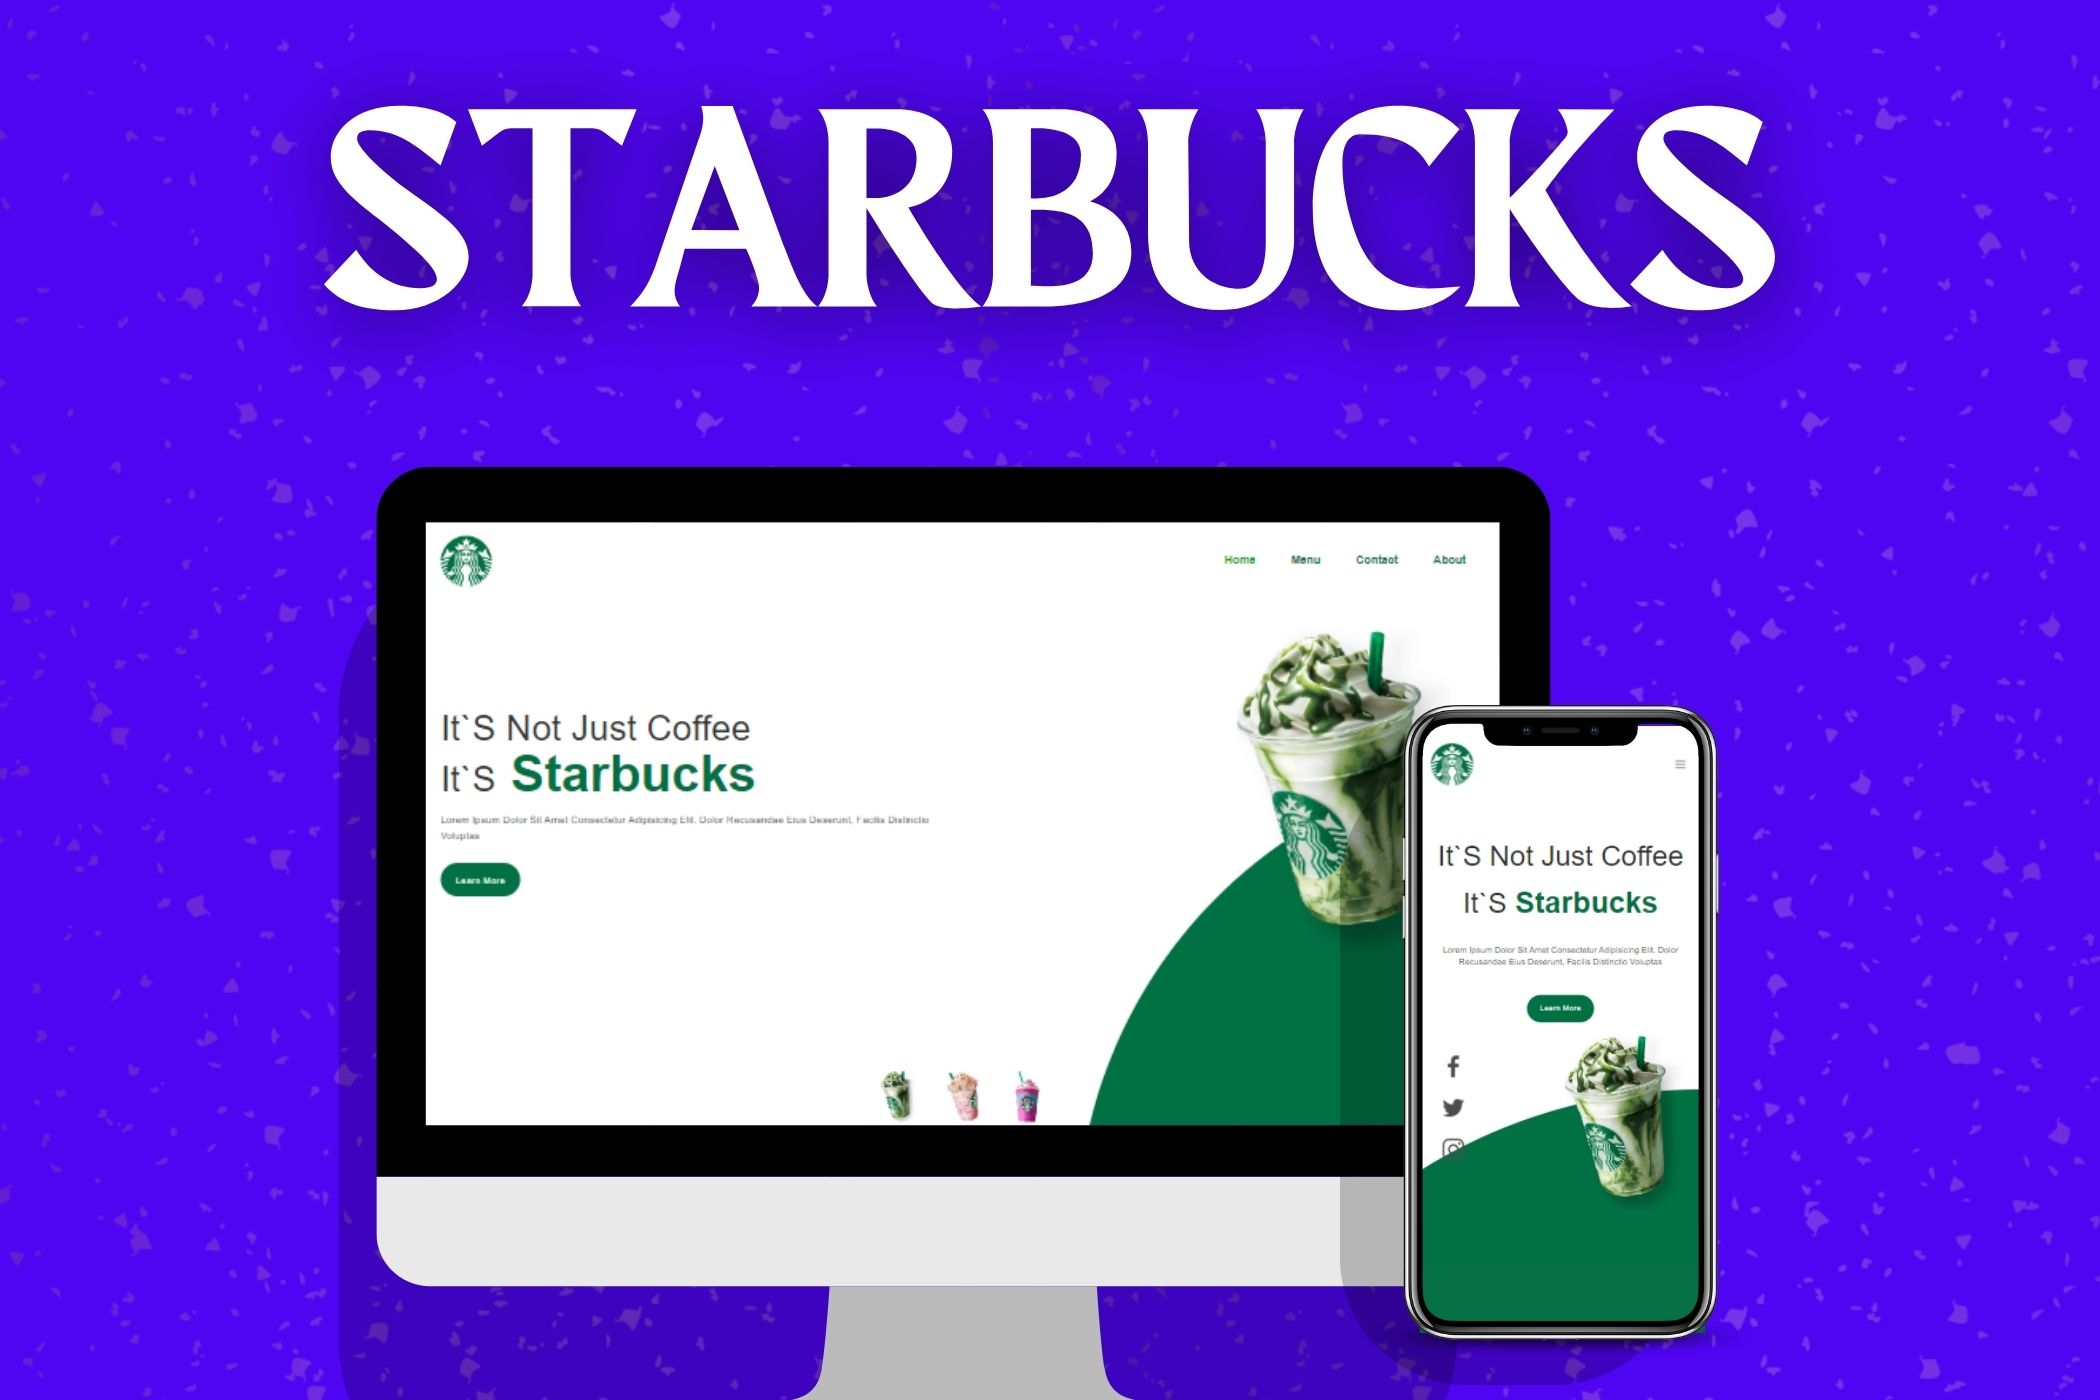 STARBUCKS
Home Menu Contact About
It`S Not Just Coffee
It`S Starbucks
Lorem Ipsum Dolor Sit Amet Consectetur Adipisicing Elit. Dolor Recusandae Eius Deserunt, Facilis Distinctio
Voluptas
Learn More
It`S Not Just Coffee
It`S Starbucks
Lorem Ipsum Dolor Sit Amet Consectetur Adipisicing Elit. Dolor
Recusandae Eius Deserunt, Facilis Distinctio Voluptas
Learn More